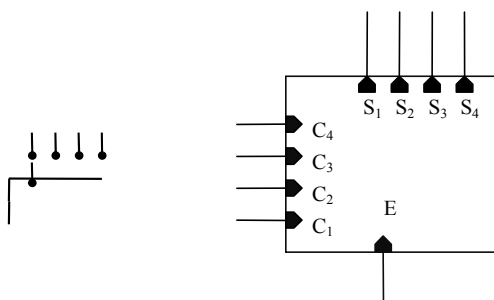 S₁ S₂ S₃ S₄
C₄
C₃
C₂
E
C₁